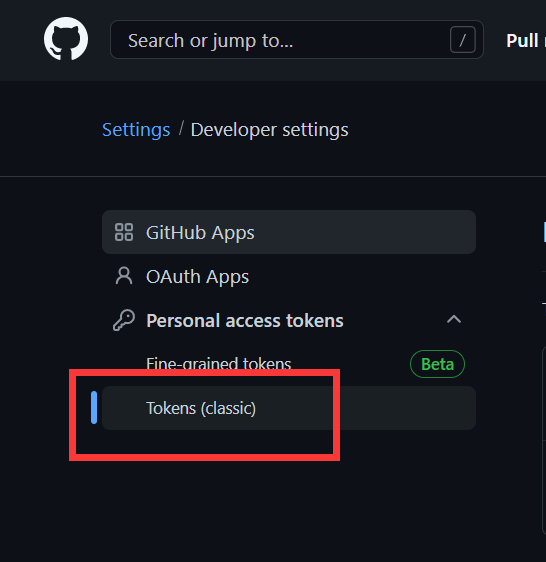 Search or jump to... / Pull
Settings / Developer settings
GitHub Apps
OAuth Apps
Personal access tokens
Fine-grained tokens Beta
Tokens (classic)